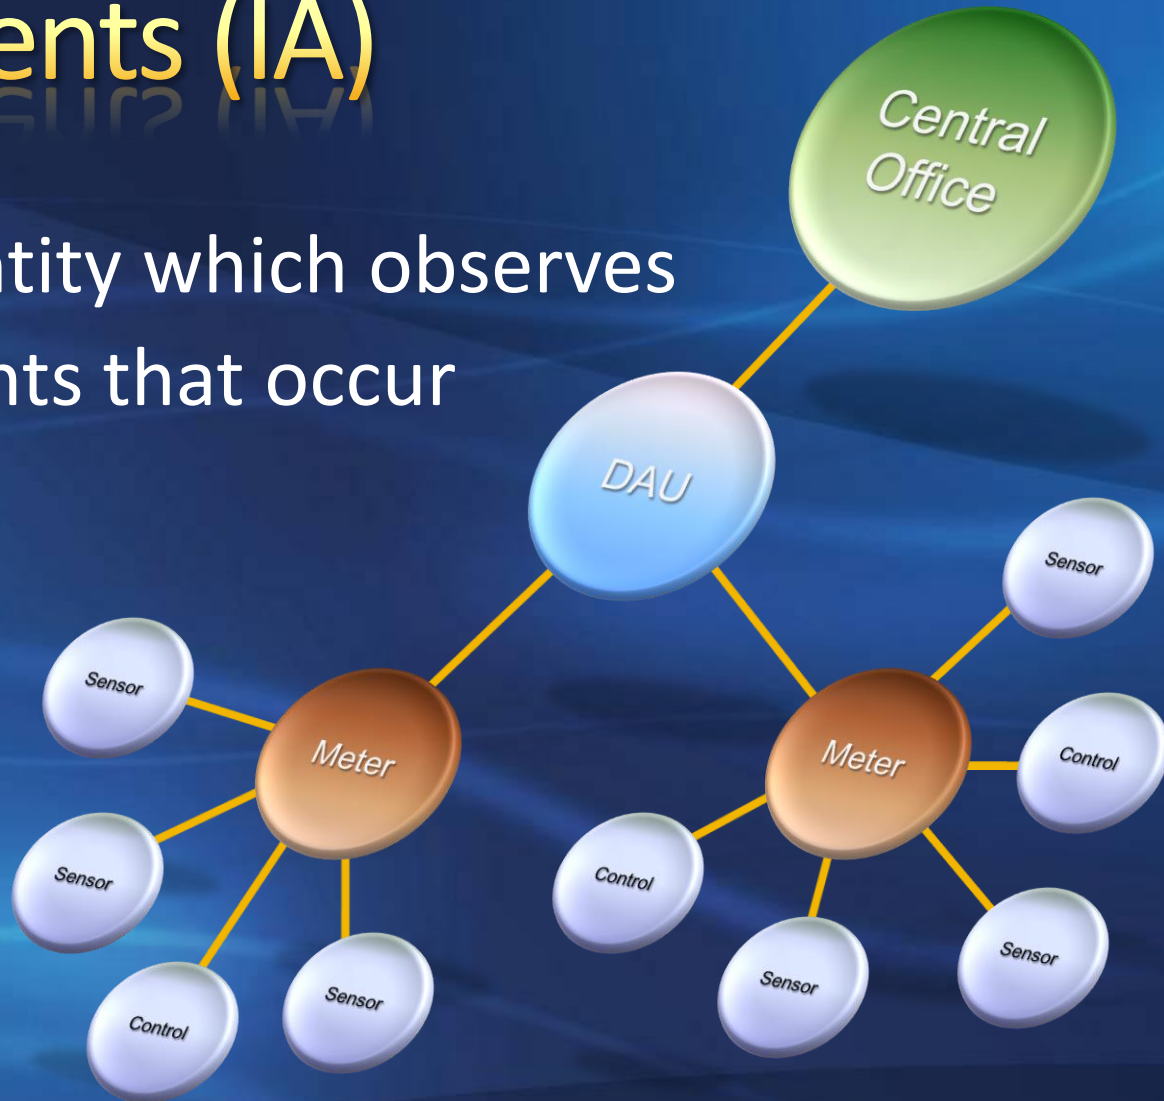 ents (IA)
ntity which observes
nts that occur
Central
Office
DAU
Sensor
Sensor
Meter
Meter
Control
Sensor
Control
Sensor
Sensor
Sensor
Control
Sensor